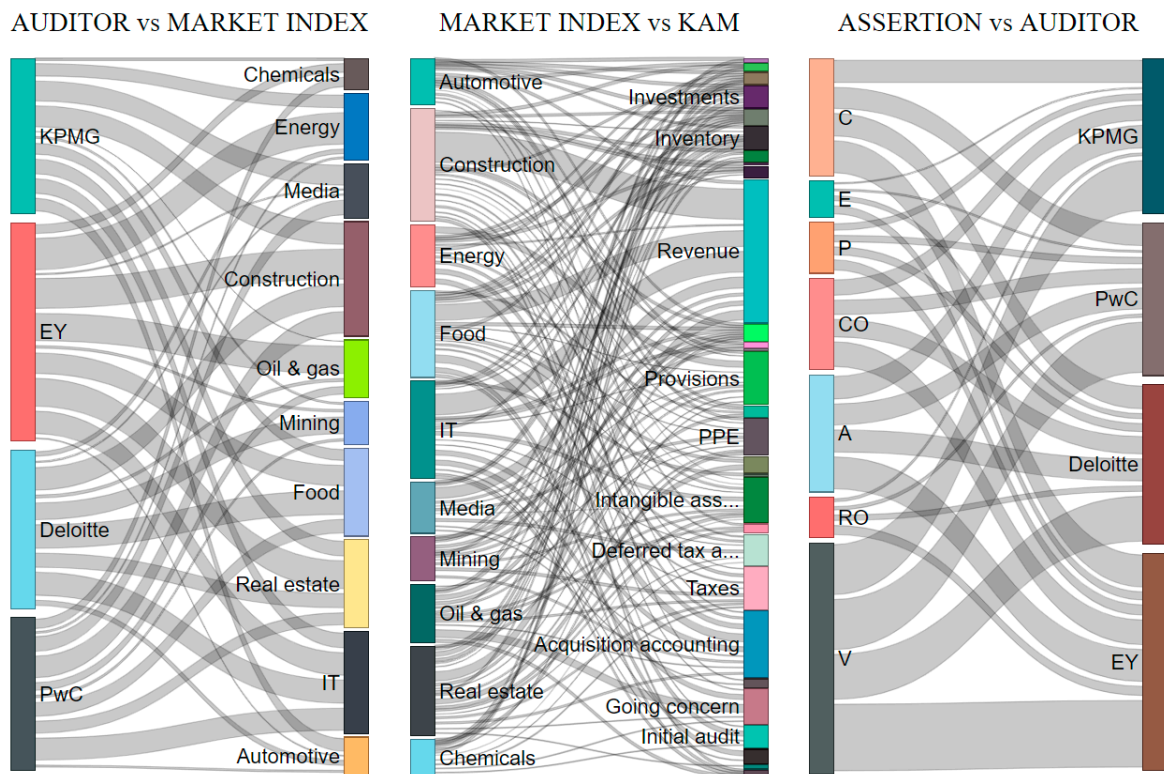 AUDITOR vs MARKET INDEX
KPMG
EY
Deloitte
PwC
Chemicals
Energy
Media
Construction
Oil & gas
Mining
Food
Real estate
IT
Automotive
MARKET INDEX vs KAM
Automotive
Construction
Energy
Food
IT
Media
Mining
Oil & gas
Real estate
Chemicals
Investments
Inventory
Revenue
Provisions
PPE
Intangible ass...
Deferred tax a...
Taxes
Acquisition accounting
Going concern
Initial audit
ASSERTION vs AUDITOR
C
E
P
CO
A
RO
V
KPMG
PwC
Deloitte
EY